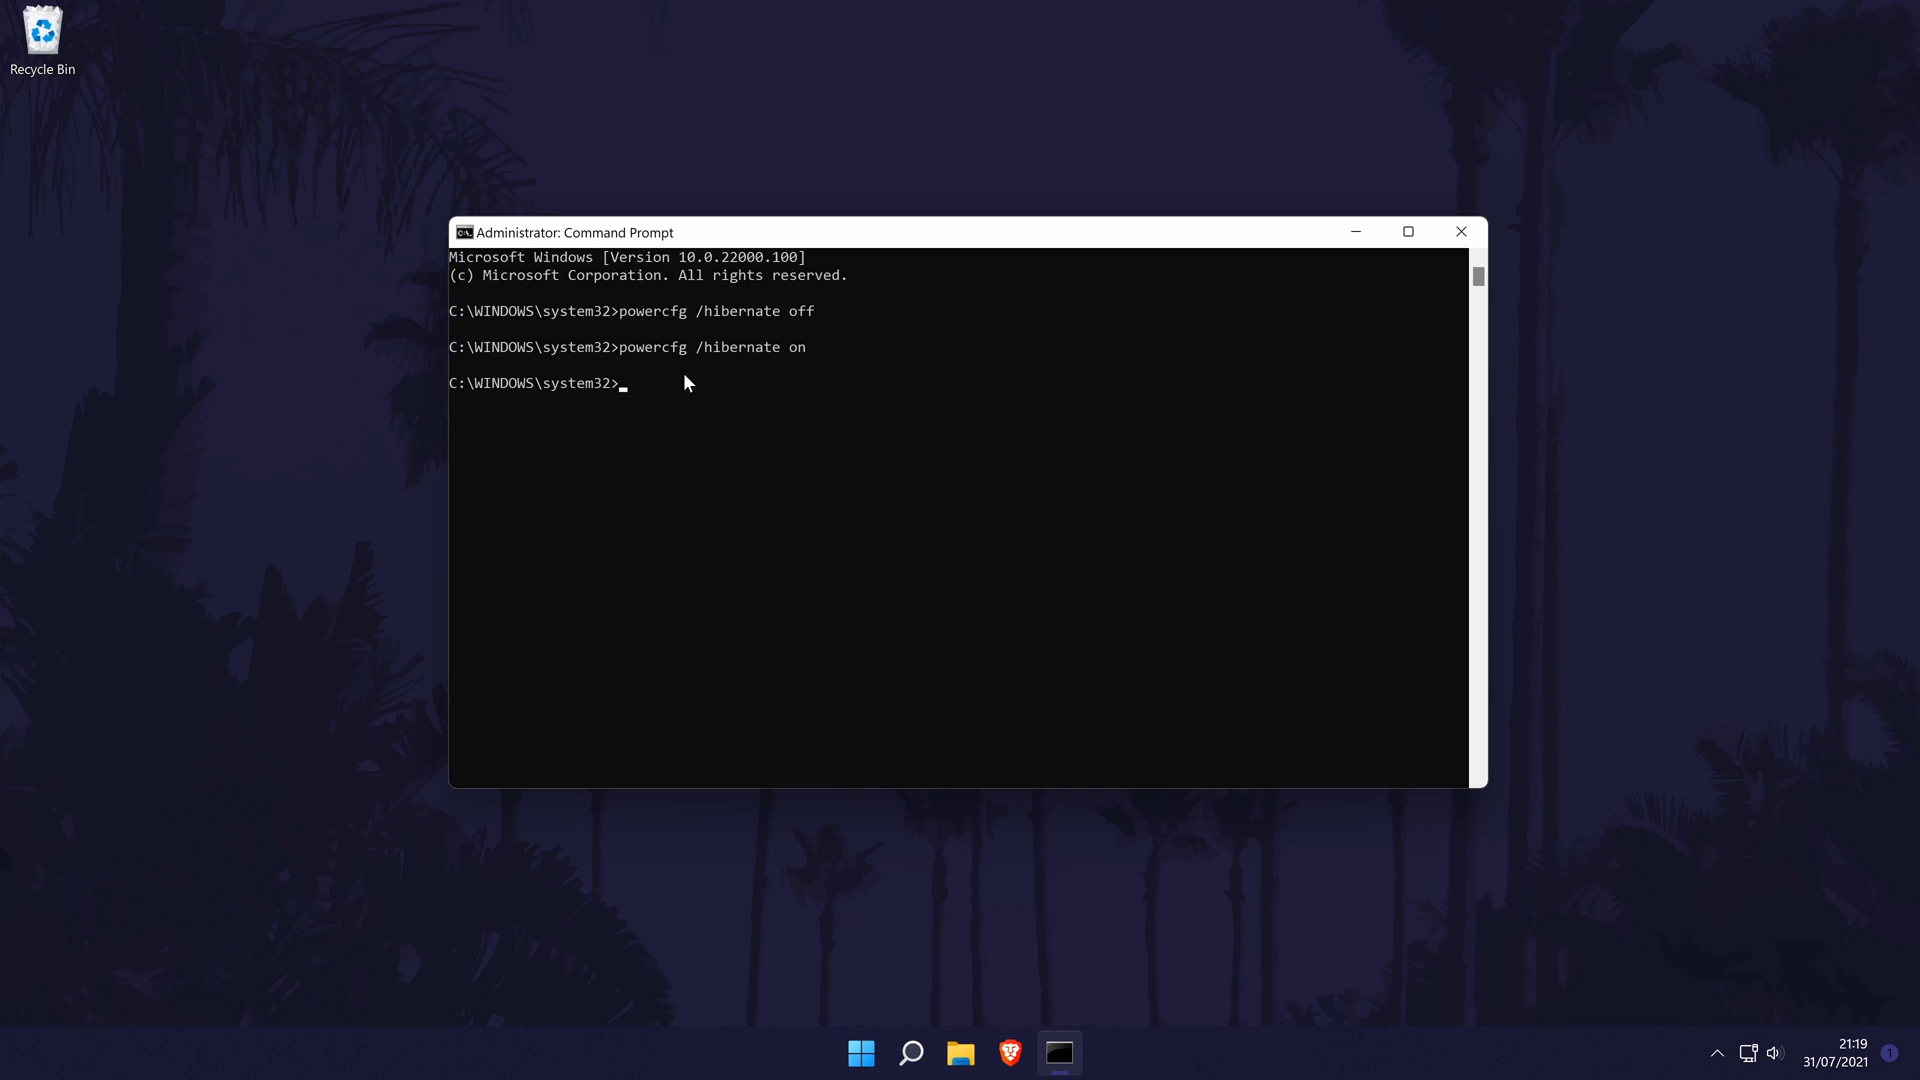 Recycle Bin
Administrator: Command Prompt
Microsoft Windows [Version 10.0.22000.100]
(c) Microsoft Corporation. All rights reserved.
C:\WINDOWS\system32>powercfg /hibernate off
C:\WINDOWS\system32>powercfg /hibernate on
C:\WINDOWS\system32>
21:19
31/07/2021
1